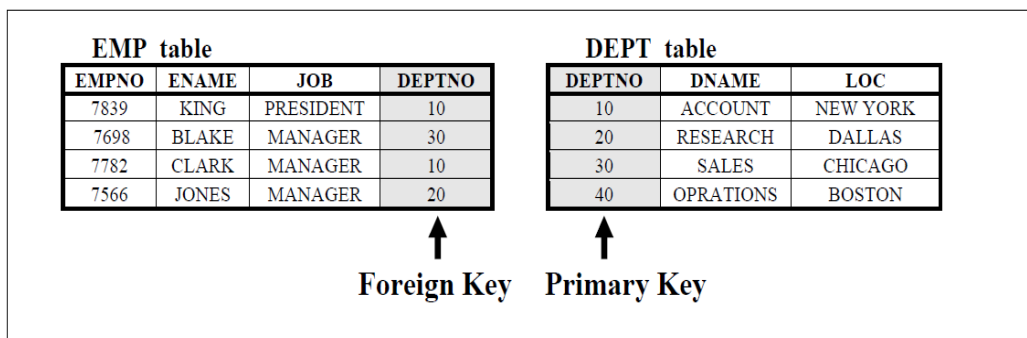 EMP table
EMPNO ENAME JOB DEPTNO
7839 KING PRESIDENT 10
7698 BLAKE MANAGER 30
7782 CLARK MANAGER 10
7566 JONES MANAGER 20
DEPT table
DEPTNO DNAME LOC
10 ACCOUNT NEW YORK
20 RESEARCH DALLAS
30 SALES CHICAGO
40 OPRATIONS BOSTON
Foreign Key
Primary Key